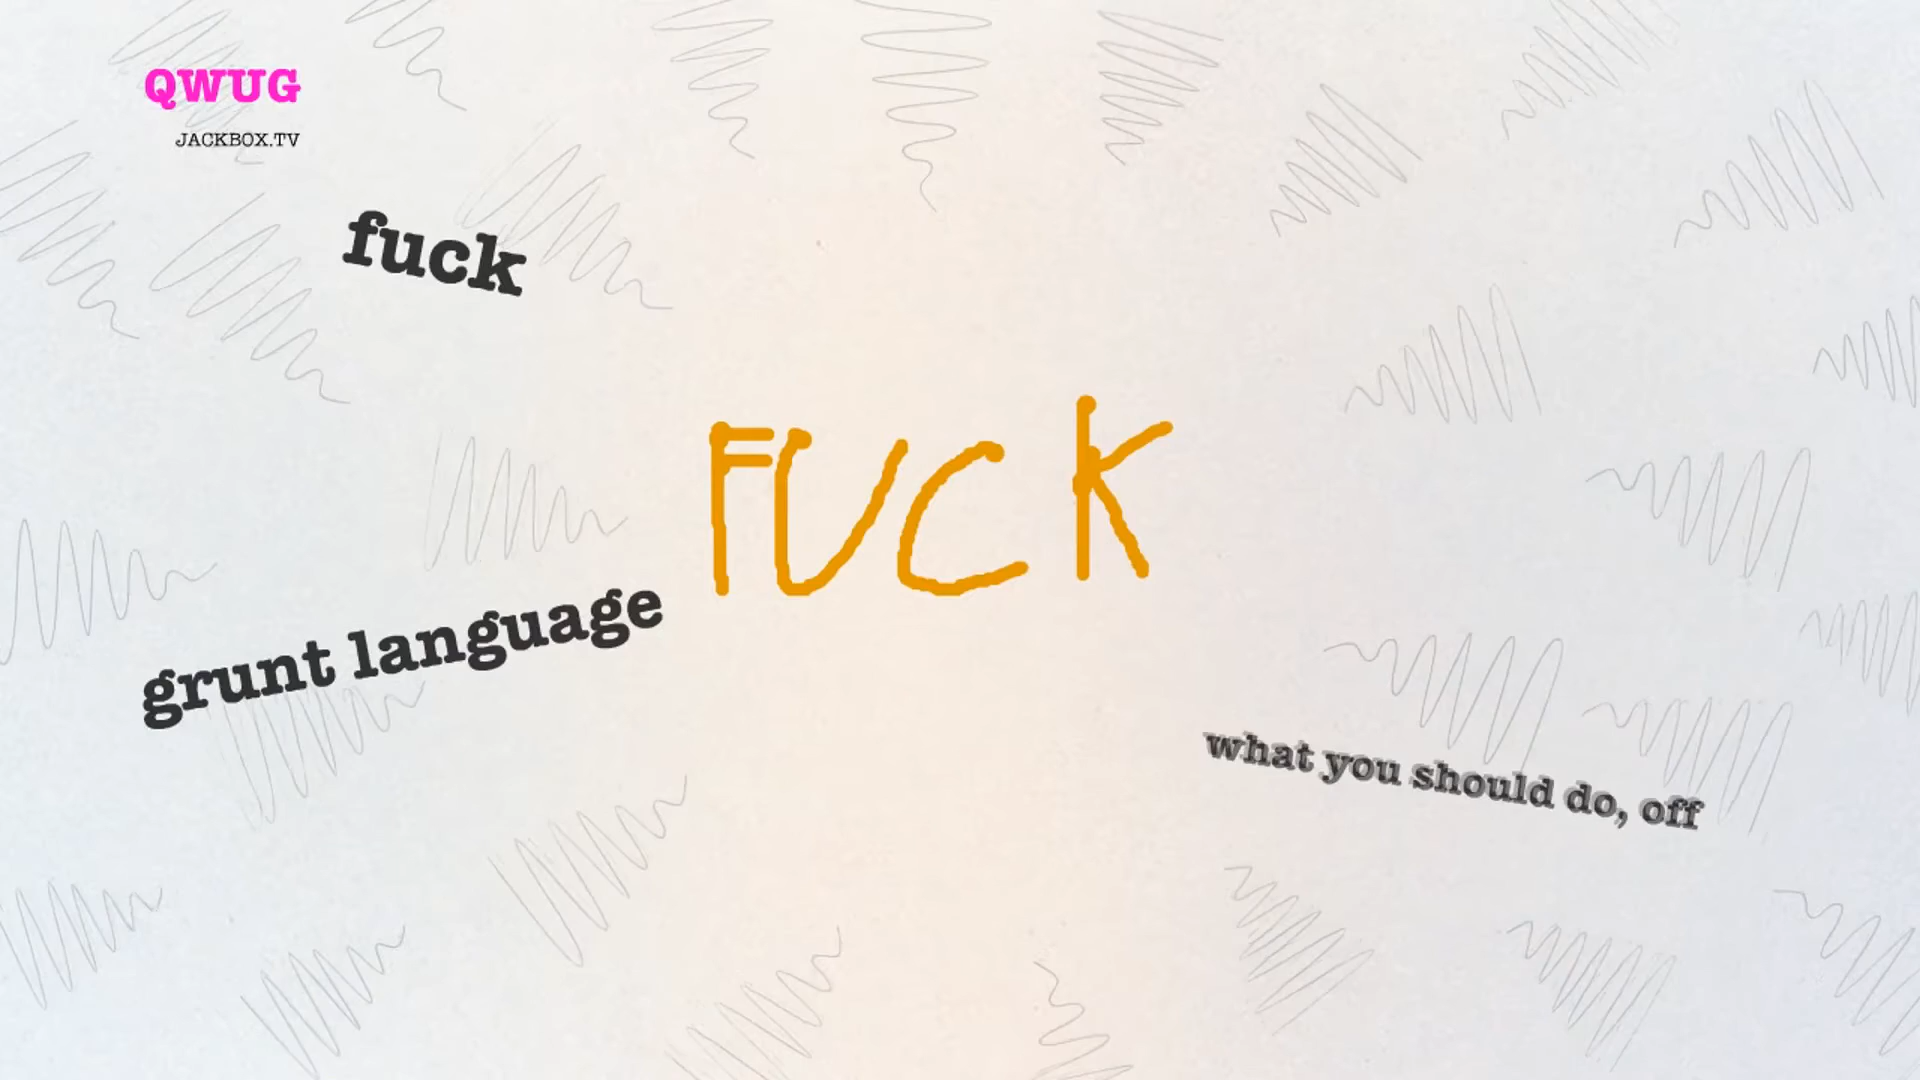 QWUG
JACKBOX.TV
fuck
FUCK
grunt language
what you should do, off